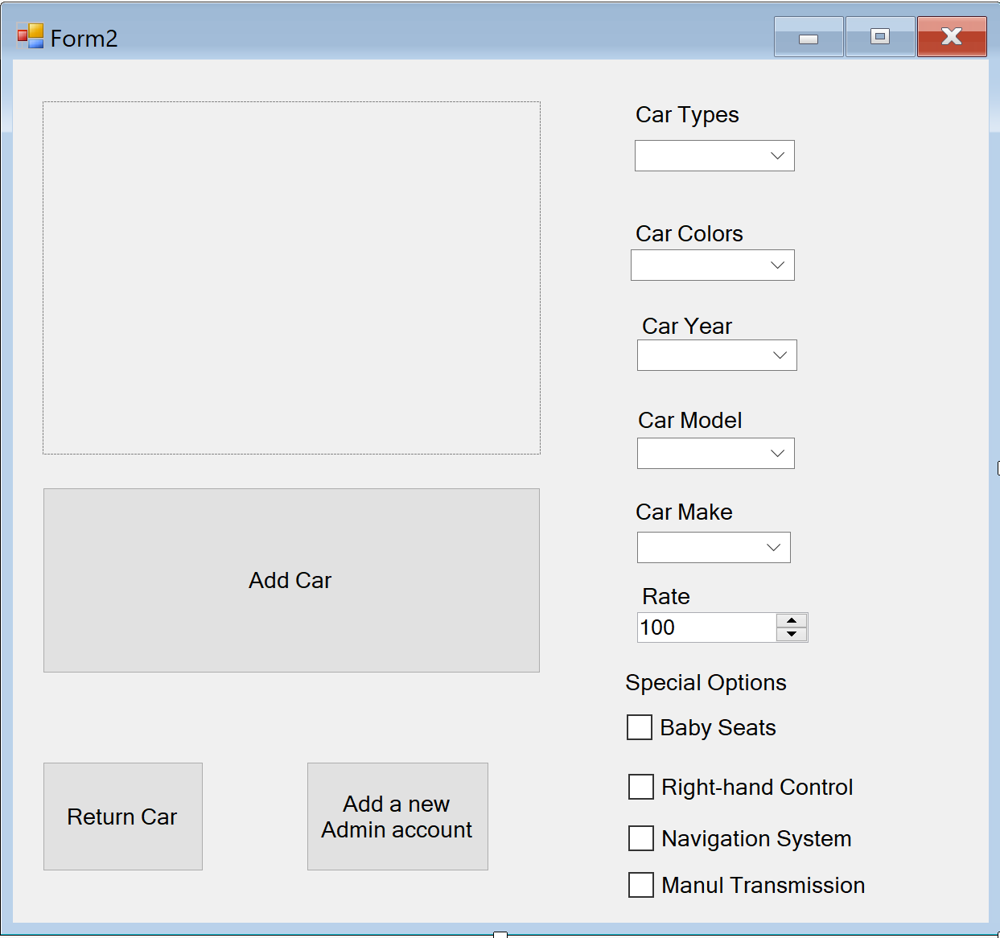 Form2
Car Types
Car Colors
Car Year
Car Model
Car Make
Rate
100
Special Options
Baby Seats
Right-hand Control
Navigation System
Manul Transmission
Add Car
Return Car
Add a new
Admin account